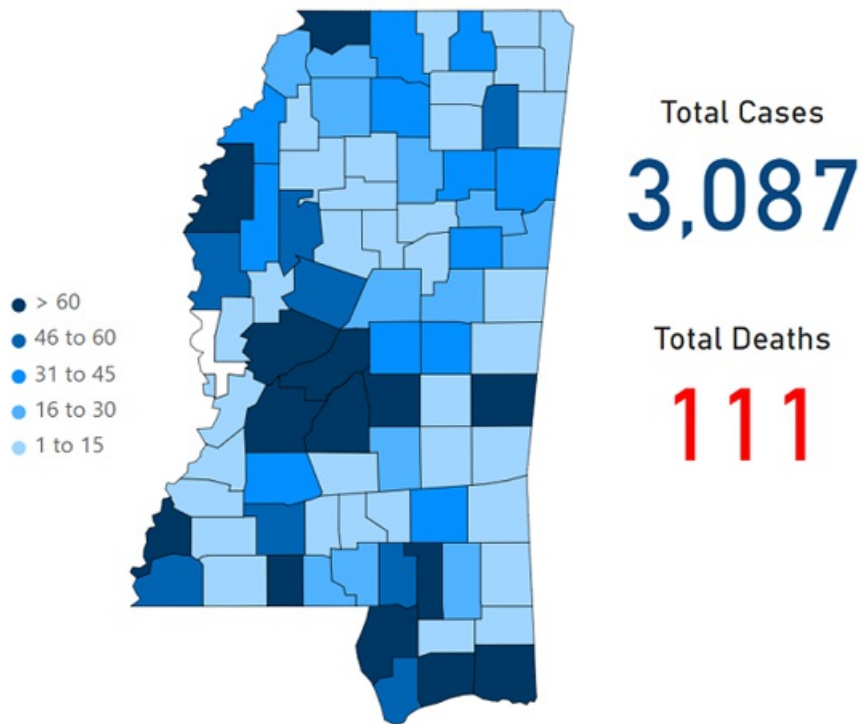 Total Cases
3,087
> 60
46 to 60
31 to 45
16 to 30
1 to 15
Total Deaths
111